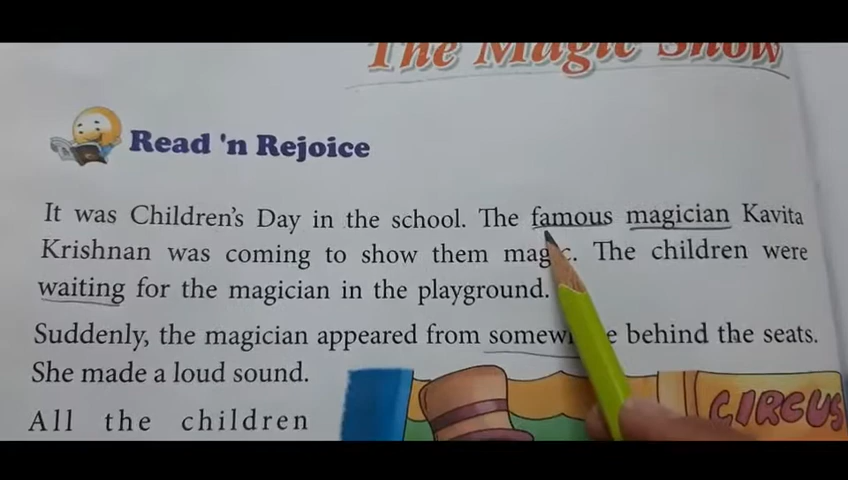 The Magic Show
Read 'n Rejoice
It was Children's Day in the school. The famous magician Kavita
Krishnan was coming to show them magic. The children were
waiting for the magician in the playground.
Suddenly, the magician appeared from somewhere behind the seats.
She made a loud sound.
All the children
CIRCUS